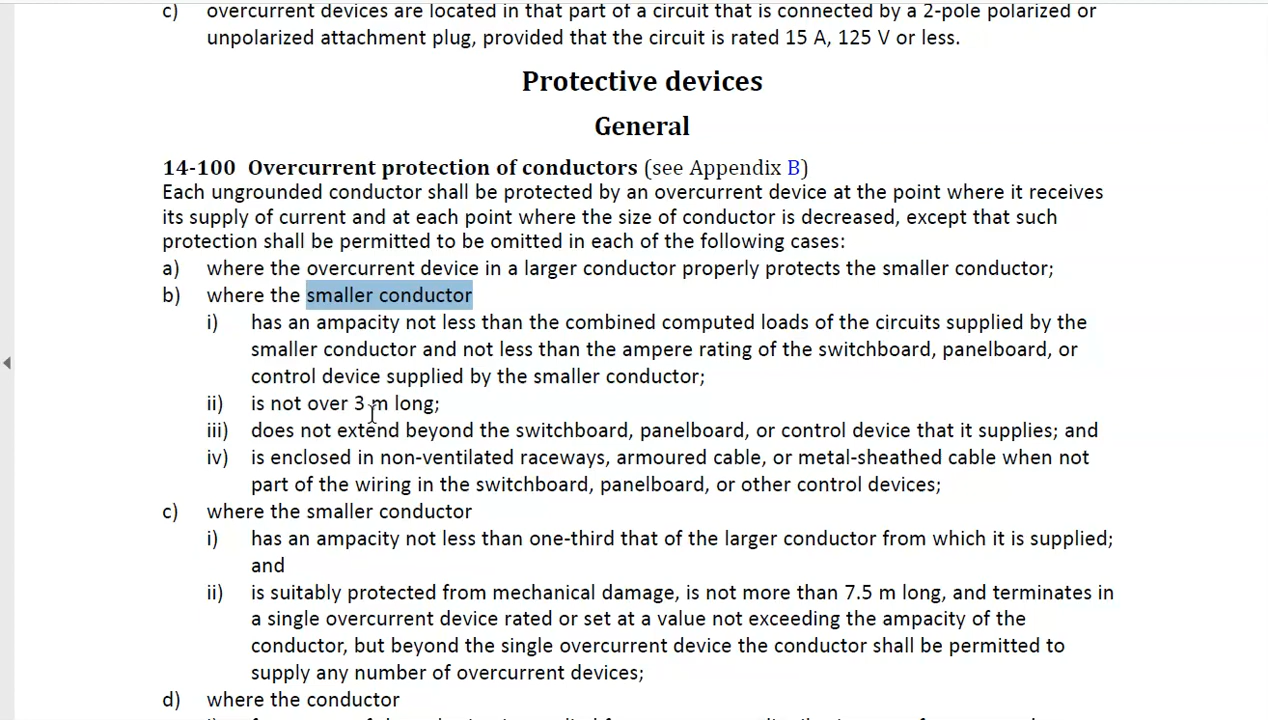 c) overcurrent devices are located in that part of a circuit that is connected by a 2-pole polarized or
unpolarized attachment plug, provided that the circuit is rated 15 A, 125 V or less.
Protective devices
General
14-100 Overcurrent protection of conductors (see Appendix B)
Each ungrounded conductor shall be protected by an overcurrent device at the point where it receives
its supply of current and at each point where the size of conductor is decreased, except that such
protection shall be permitted to be omitted in each of the following cases:
a) where the overcurrent device in a larger conductor properly protects the smaller conductor;
b) where the smaller conductor
i) has an ampacity not less than the combined computed loads of the circuits supplied by the
smaller conductor and not less than the ampere rating of the switchboard, panelboard, or
control device supplied by the smaller conductor;
ii) is not over 3 m long;
iii) does not extend beyond the switchboard, panelboard, or control device that it supplies; and
iv) is enclosed in non-ventilated raceways, armoured cable, or metal-sheathed cable when not
part of the wiring in the switchboard, panelboard, or other control devices;
c) where the smaller conductor
i) has an ampacity not less than one-third that of the larger conductor from which it is supplied;
and
ii) is suitably protected from mechanical damage, is not more than 7.5 m long, and terminates in
a single overcurrent device rated or set at a value not exceeding the ampacity of the
conductor, but beyond the single overcurrent device the conductor shall be permitted to
supply any number of overcurrent devices;
d) where the conductor